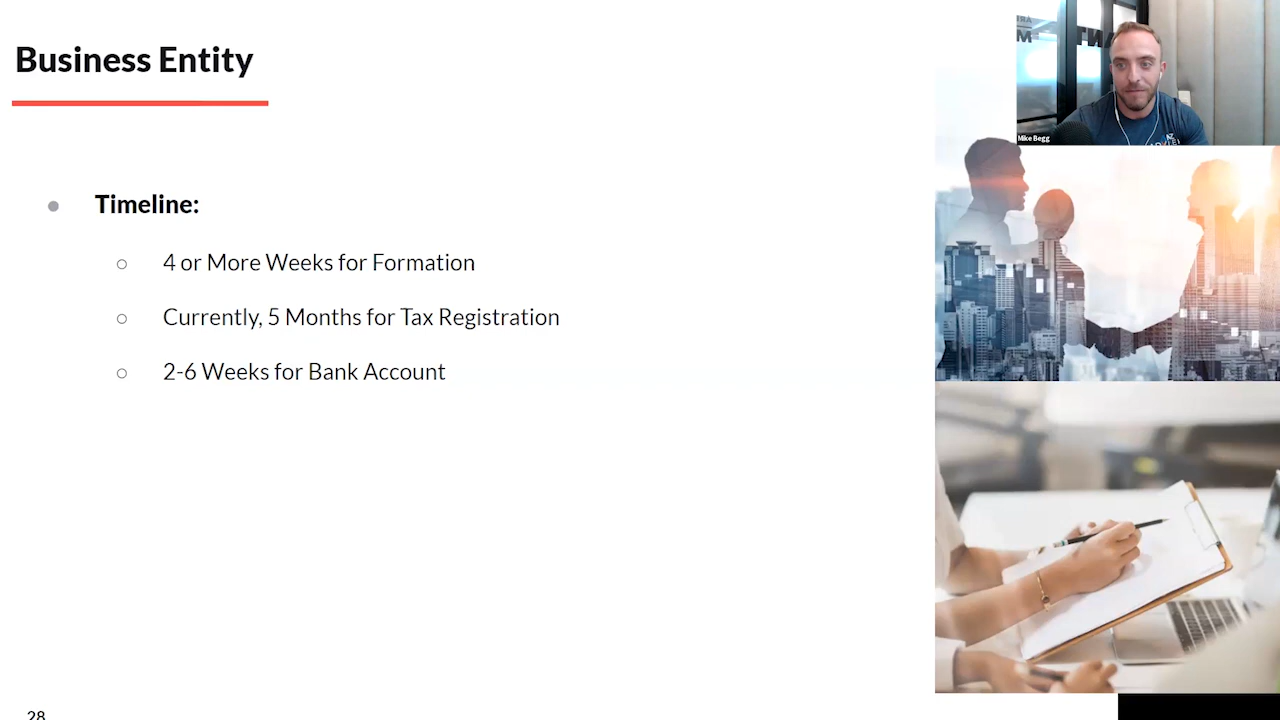 Business Entity
Timeline:
4 or More Weeks for Formation
Currently, 5 Months for Tax Registration
2-6 Weeks for Bank Account
Mike Begg
28